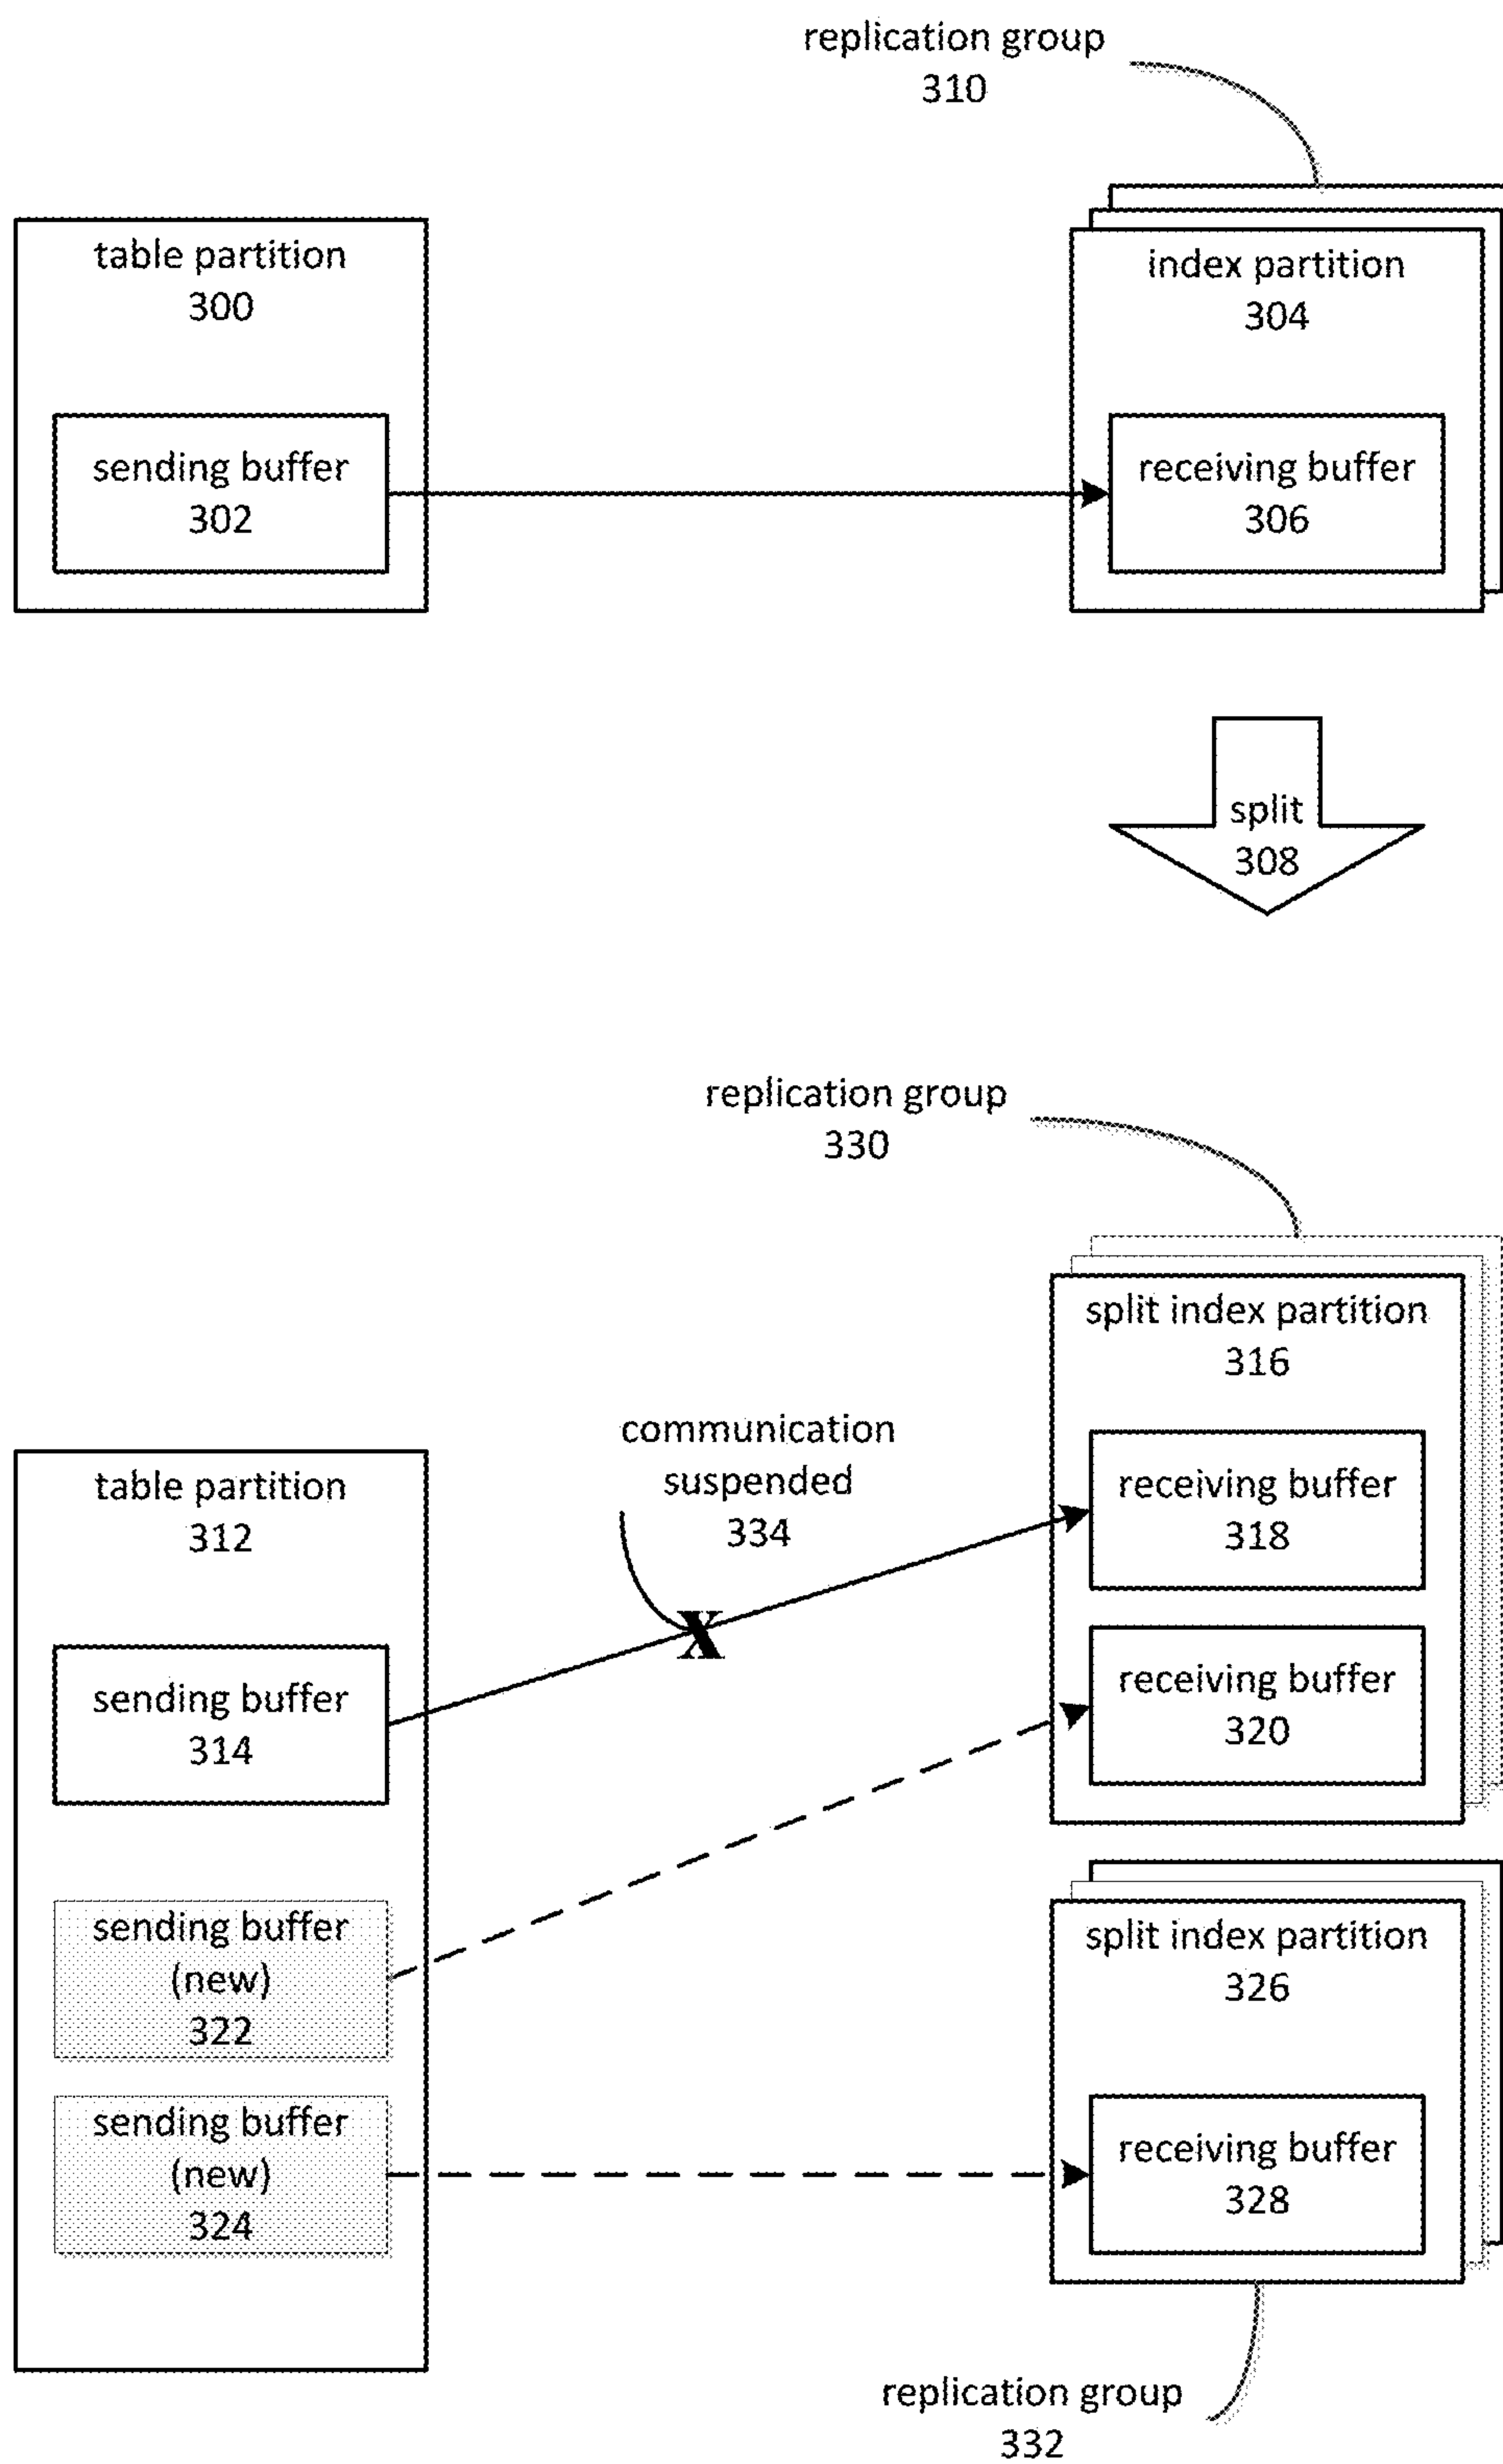 replication group
310
table partition
300
index partition
304
sending buffer
302
receiving buffer
306
split
308
replication group
330
split index partition
316
communication
suspended
334
receiving buffer
318
table partition
312
sending buffer
314
receiving buffer
320
sending buffer
(new)
322
split index partition
326
sending buffer
(new)
324
receiving buffer
328
X
replication group
332